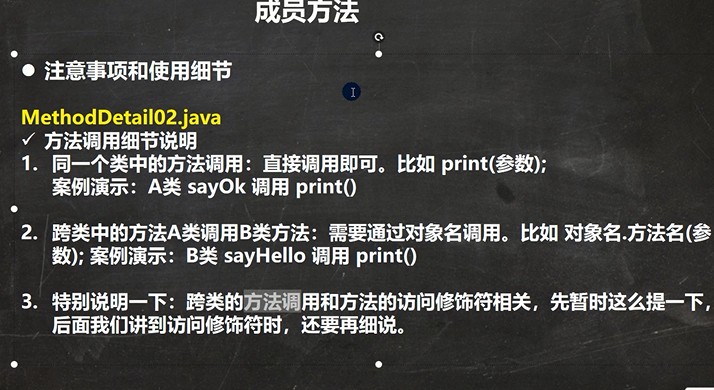 成员方法
注意事项和使用细节
MethodDetail02.java
✓ 方法调用细节说明
1. 同一个类中的方法调用：直接调用即可。比如 print(参数);
案例演示：A类 sayOk 调用 print()
2. 跨类中的方法A类调用B类方法：需要通过对象名调用。比如 对象名.方法名(参
数); 案例演示：B类 sayHello 调用 print()
3. 特别说明一下：跨类的方法调用和方法的访问修饰符相关，先暂时这么提一下，
后面我们讲到访问修饰符时，还要再细说。